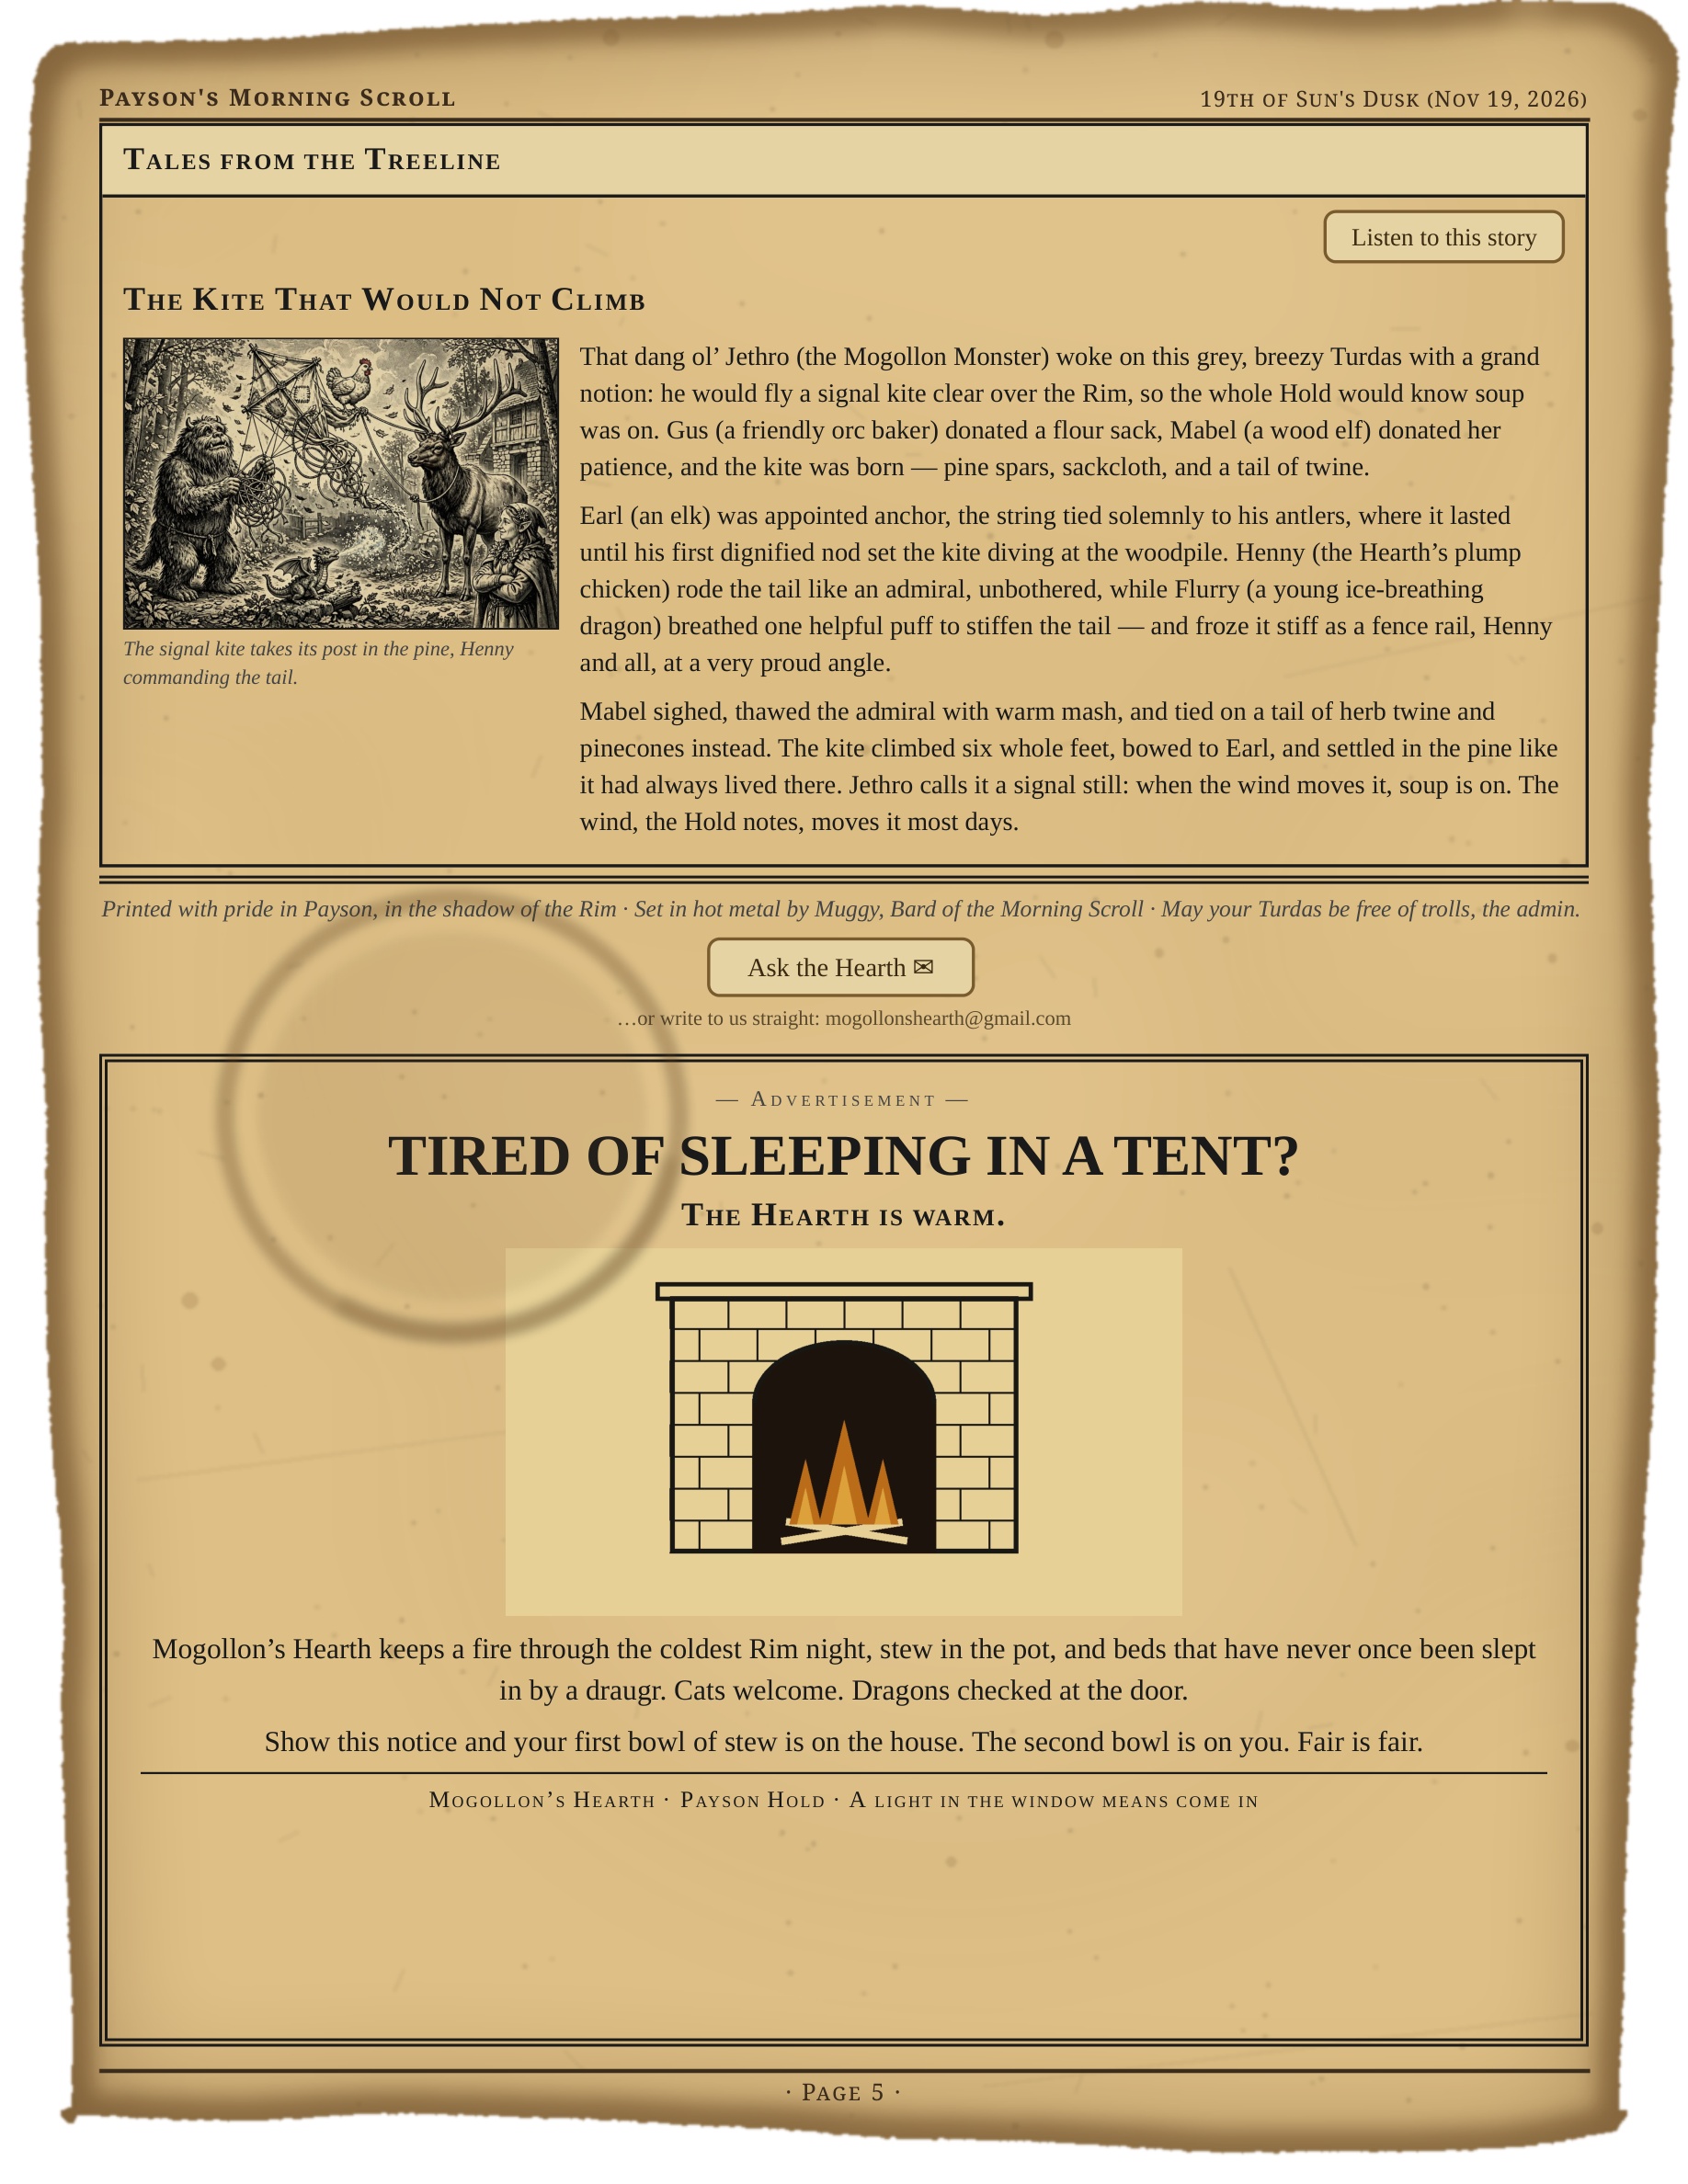 Payson's Morning Scroll
19th of Sun's Dusk (Nov 19, 2026)
Tales from the Treeline
Listen to this story
The Kite That Would Not Climb
That dang ol’ Jethro (the Mogollon Monster) woke on this grey, breezy Turdas with a grand
notion: he would fly a signal kite clear over the Rim, so the whole Hold would know soup
was on. Gus (a friendly orc baker) donated a flour sack, Mabel (a wood elf) donated her
patience, and the kite was born — pine spars, sackcloth, and a tail of twine.
Earl (an elk) was appointed anchor, the string tied solemnly to his antlers, where it lasted
until his first dignified nod set the kite diving at the woodpile. Henny (the Hearth’s plump
chicken) rode the tail like an admiral, unbothered, while Flurry (a young ice-breathing
dragon) breathed one helpful puff to stiffen the tail — and froze it stiff as a fence rail, Henny
and all, at a very proud angle.
Mabel sighed, thawed the admiral with warm mash, and tied on a tail of herb twine and
pinecones instead. The kite climbed six whole feet, bowed to Earl, and settled in the pine like
it had always lived there. Jethro calls it a signal still: when the wind moves it, soup is on. The
wind, the Hold notes, moves it most days.
The signal kite takes its post in the pine, Henny
commanding the tail.
Printed with pride in Payson, in the shadow of the Rim · Set in hot metal by Muggy, Bard of the Morning Scroll · May your Turdas be free of trolls, the admin.
Ask the Hearth ✉
…or write to us straight: mogollonshearth@gmail.com
— Advertisement —
TIRED OF SLEEPING IN A TENT?
The Hearth is warm.
Mogollon’s Hearth keeps a fire through the coldest Rim night, stew in the pot, and beds that have never once been slept
in by a draugr. Cats welcome. Dragons checked at the door.
Show this notice and your first bowl of stew is on the house. The second bowl is on you. Fair is fair.
Mogollon’s Hearth · Payson Hold · A light in the window means come in
· Page 5 ·